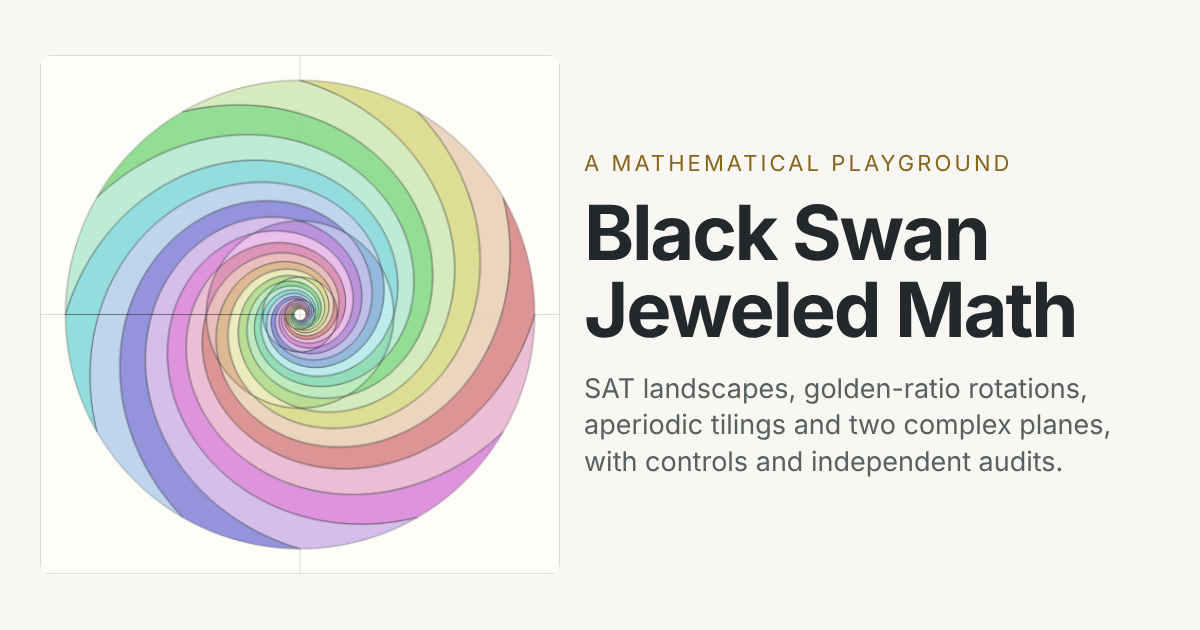 A MATHEMATICAL PLAYGROUND
Black Swan
Jeweled Math
SAT landscapes, golden-ratio rotations,
aperiodic tilings and two complex planes,
with controls and independent audits.